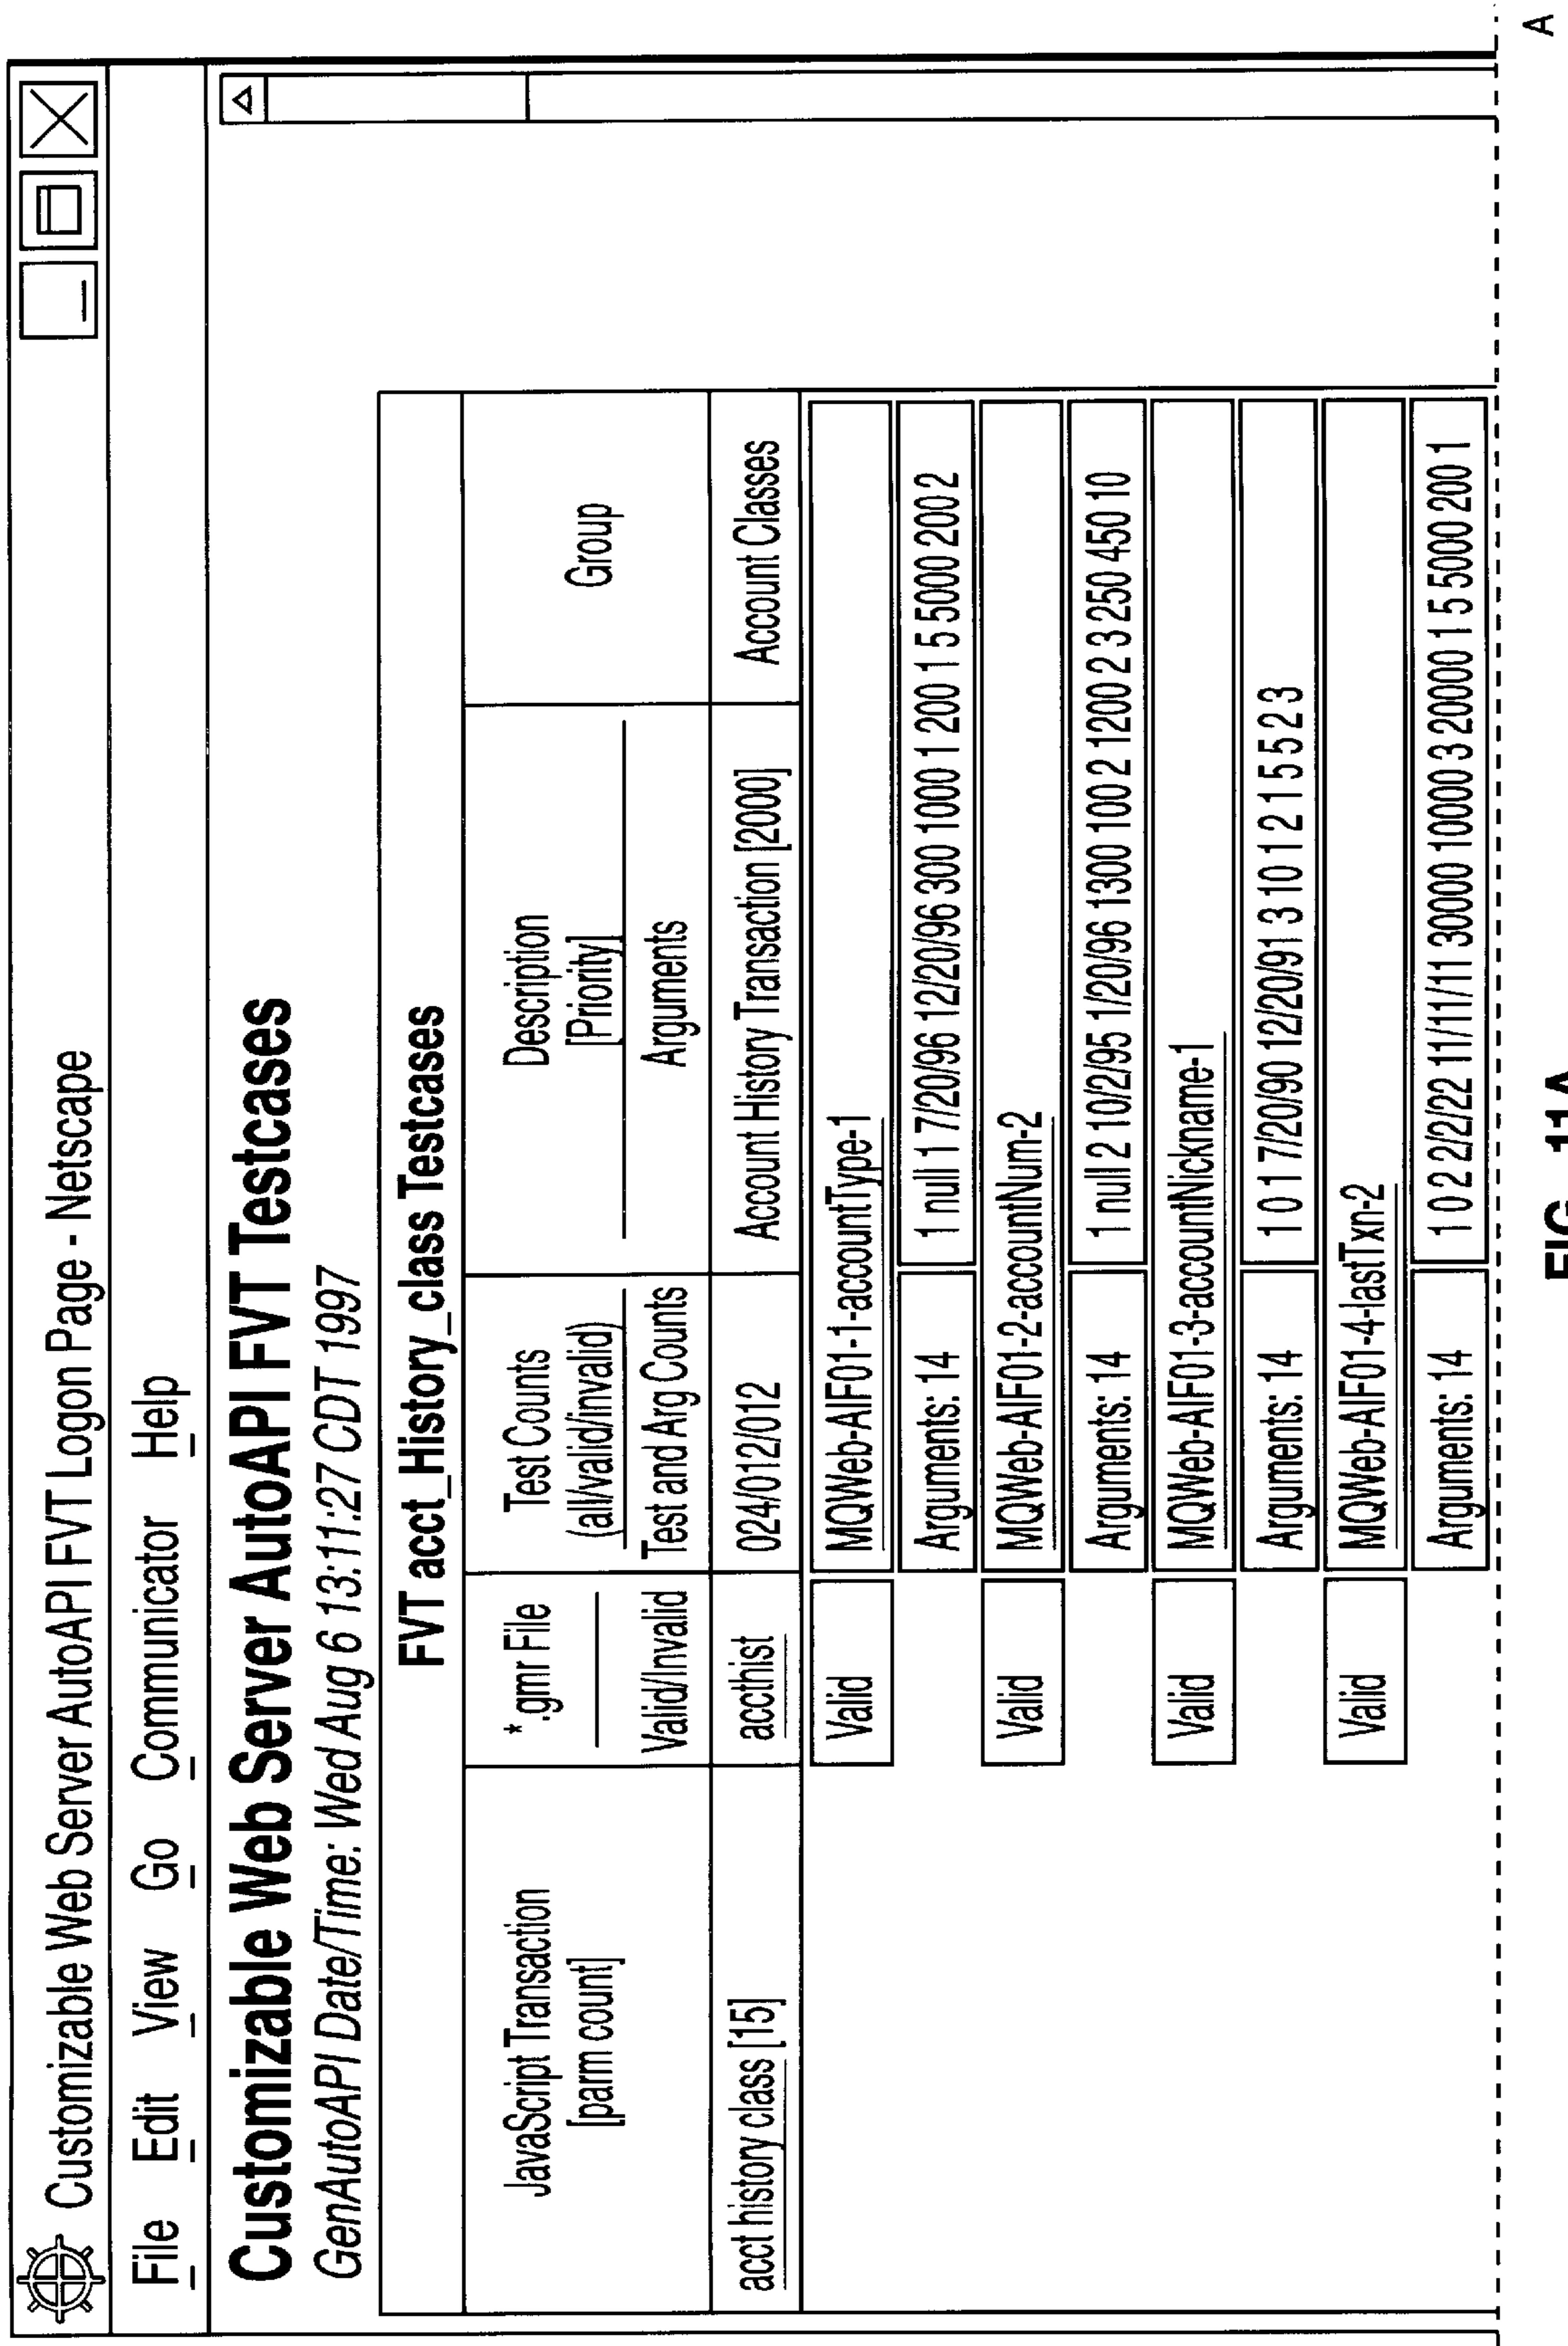 Customizable Web Server AutoAPI FVT Logon Page - Netscape
File Edit View Go Communicator Help
Customizable Web Server AutoAPI FVT Testcases
GenAutoAPI Date/Time: Wed Aug 6 13:11:27 CDT 1997
FVT acct_History_class Testcases
JavaScript Transaction
[parm count]
*.gmr File
Valid/Invalid
Test Counts
(all/valid/invalid)
Test and Arg Counts
Description
[Priority]
Arguments
Group
acct history class [15]
accthist
024/012/012
Account History Transaction [2000]
Account Classes
Valid
MQWeb-AIF01-1-accountType-1
Arguments: 14
1 null 1 7/20/96 12/20/96 300 1000 1 200 1 5 5000 200 2
Valid
MQWeb-AIF01-2-accountNum-2
Arguments: 14
1 null 2 10/2/95 1/20/96 1300 100 2 1200 2 3 250 450 10
Valid
MQWeb-AIF01-3-accountNickname-1
Arguments: 14
1 0 1 7/20/90 12/20/91 3 10 1 2 1 5 5 2 3
Valid
MQWeb-AIF01-4-lastTxn-2
Arguments: 14
1 0 2 2/2/22 11/11/11 30000 10000 3 20000 1 5 5000 200 1
A
FIG. 11A